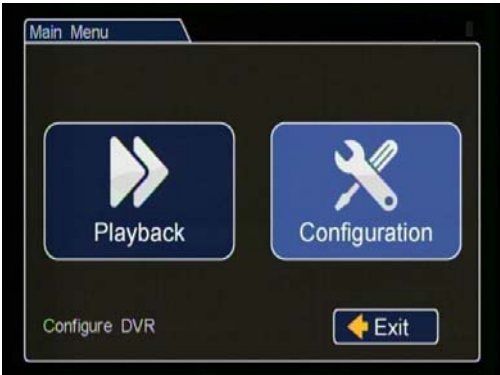 Main Menu
Playback
Configuration
Configure DVR
Exit